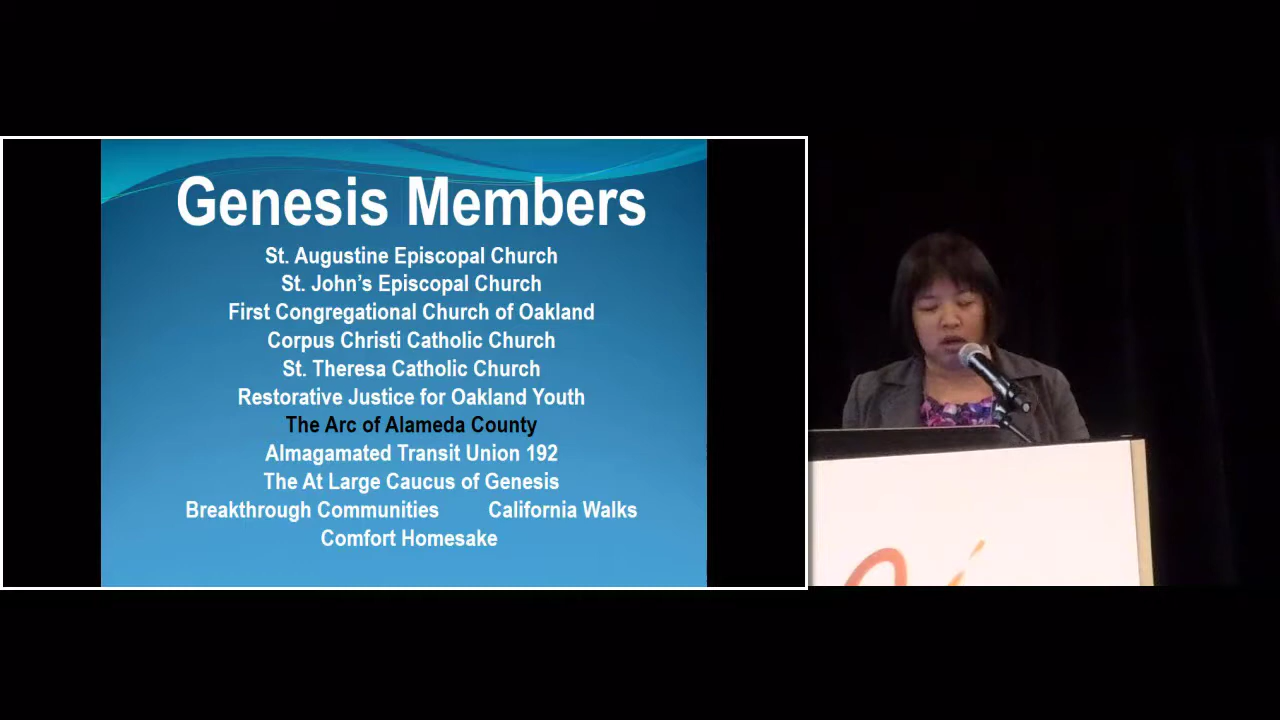 Genesis Members
St. Augustine Episcopal Church
St. John's Episcopal Church
First Congregational Church of Oakland
Corpus Christi Catholic Church
St. Theresa Catholic Church
Restorative Justice for Oakland Youth
The Arc of Alameda County
Almagamated Transit Union 192
The At Large Caucus of Genesis
Breakthrough Communities California Walks
Comfort Homesake